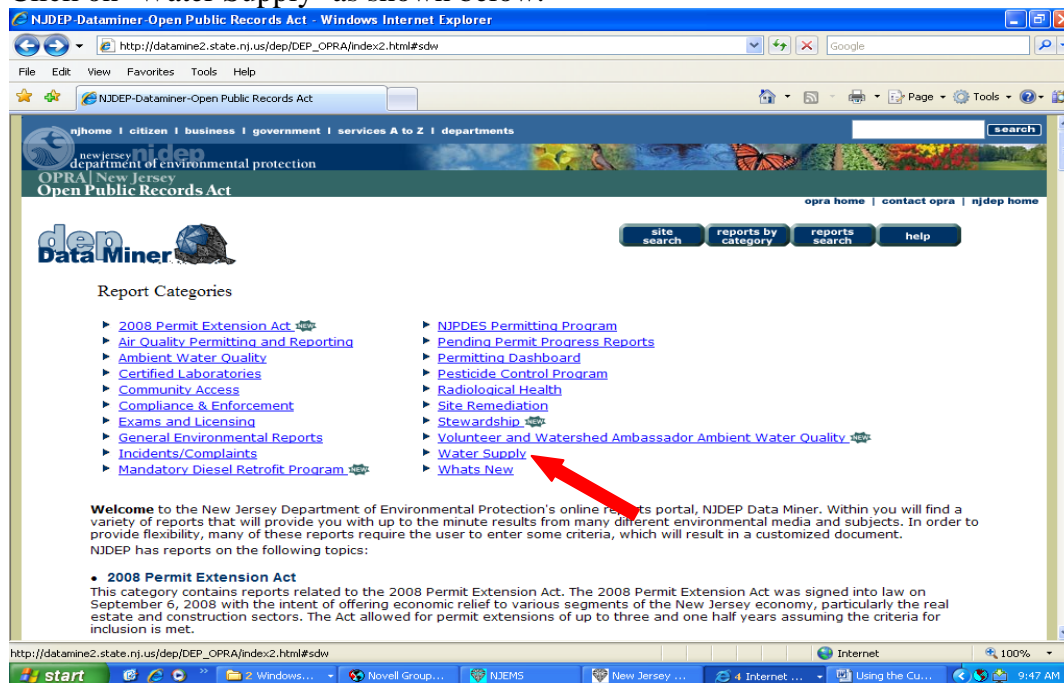 Click on "Water Supply" as shown below.
NJDEP-Dataminer-Open Public Records Act - Windows Internet Explorer
http://datamine2.state.nj.us/dep/DEP_OPRA/index2.html#sdw
Google
File Edit View Favorites Tools Help
NJDEP-Dataminer-Open Public Records Act
Page Tools
njhome | citizen | business | government | services A to Z | departments
search
newjersey njdep
department of environmental protection
OPRA | New Jersey
Open Public Records Act
opra home | contact opra | njdep home
dep
Data Miner
site search
reports by category
reports search
help
Report Categories
2008 Permit Extension Act NEW
Air Quality Permitting and Reporting
Ambient Water Quality
Certified Laboratories
Community Access
Compliance & Enforcement
Exams and Licensing
General Environmental Reports
Incidents/Complaints
Mandatory Diesel Retrofit Program NEW
NJPDES Permitting Program
Pending Permit Progress Reports
Permitting Dashboard
Pesticide Control Program
Radiological Health
Site Remediation
Stewardship NEW
Volunteer and Watershed Ambassador Ambient Water Quality NEW
Water Supply
Whats New
Welcome to the New Jersey Department of Environmental Protection's online reports portal, NJDEP Data Miner. Within you will find a
variety of reports that will provide you with up to the minute results from many different environmental media and subjects. In order to
provide flexibility, many of these reports require the user to enter some criteria, which will result in a customized document.
NJDEP has reports on the following topics:
• 2008 Permit Extension Act
This category contains reports related to the 2008 Permit Extension Act. The 2008 Permit Extension Act was signed into law on
September 6, 2008 with the intent of offering economic relief to various segments of the New Jersey economy, particularly the real
estate and construction sectors. The Act allowed for permit extensions of up to three and one half years assuming the criteria for
inclusion is met.
http://datamine2.state.nj.us/dep/DEP_OPRA/index2.html#sdw
Internet
100%
start
2 Windows...
Novell Group...
NJEMS
New Jersey ...
4 Internet ...
Using the Cu...
9:47 AM